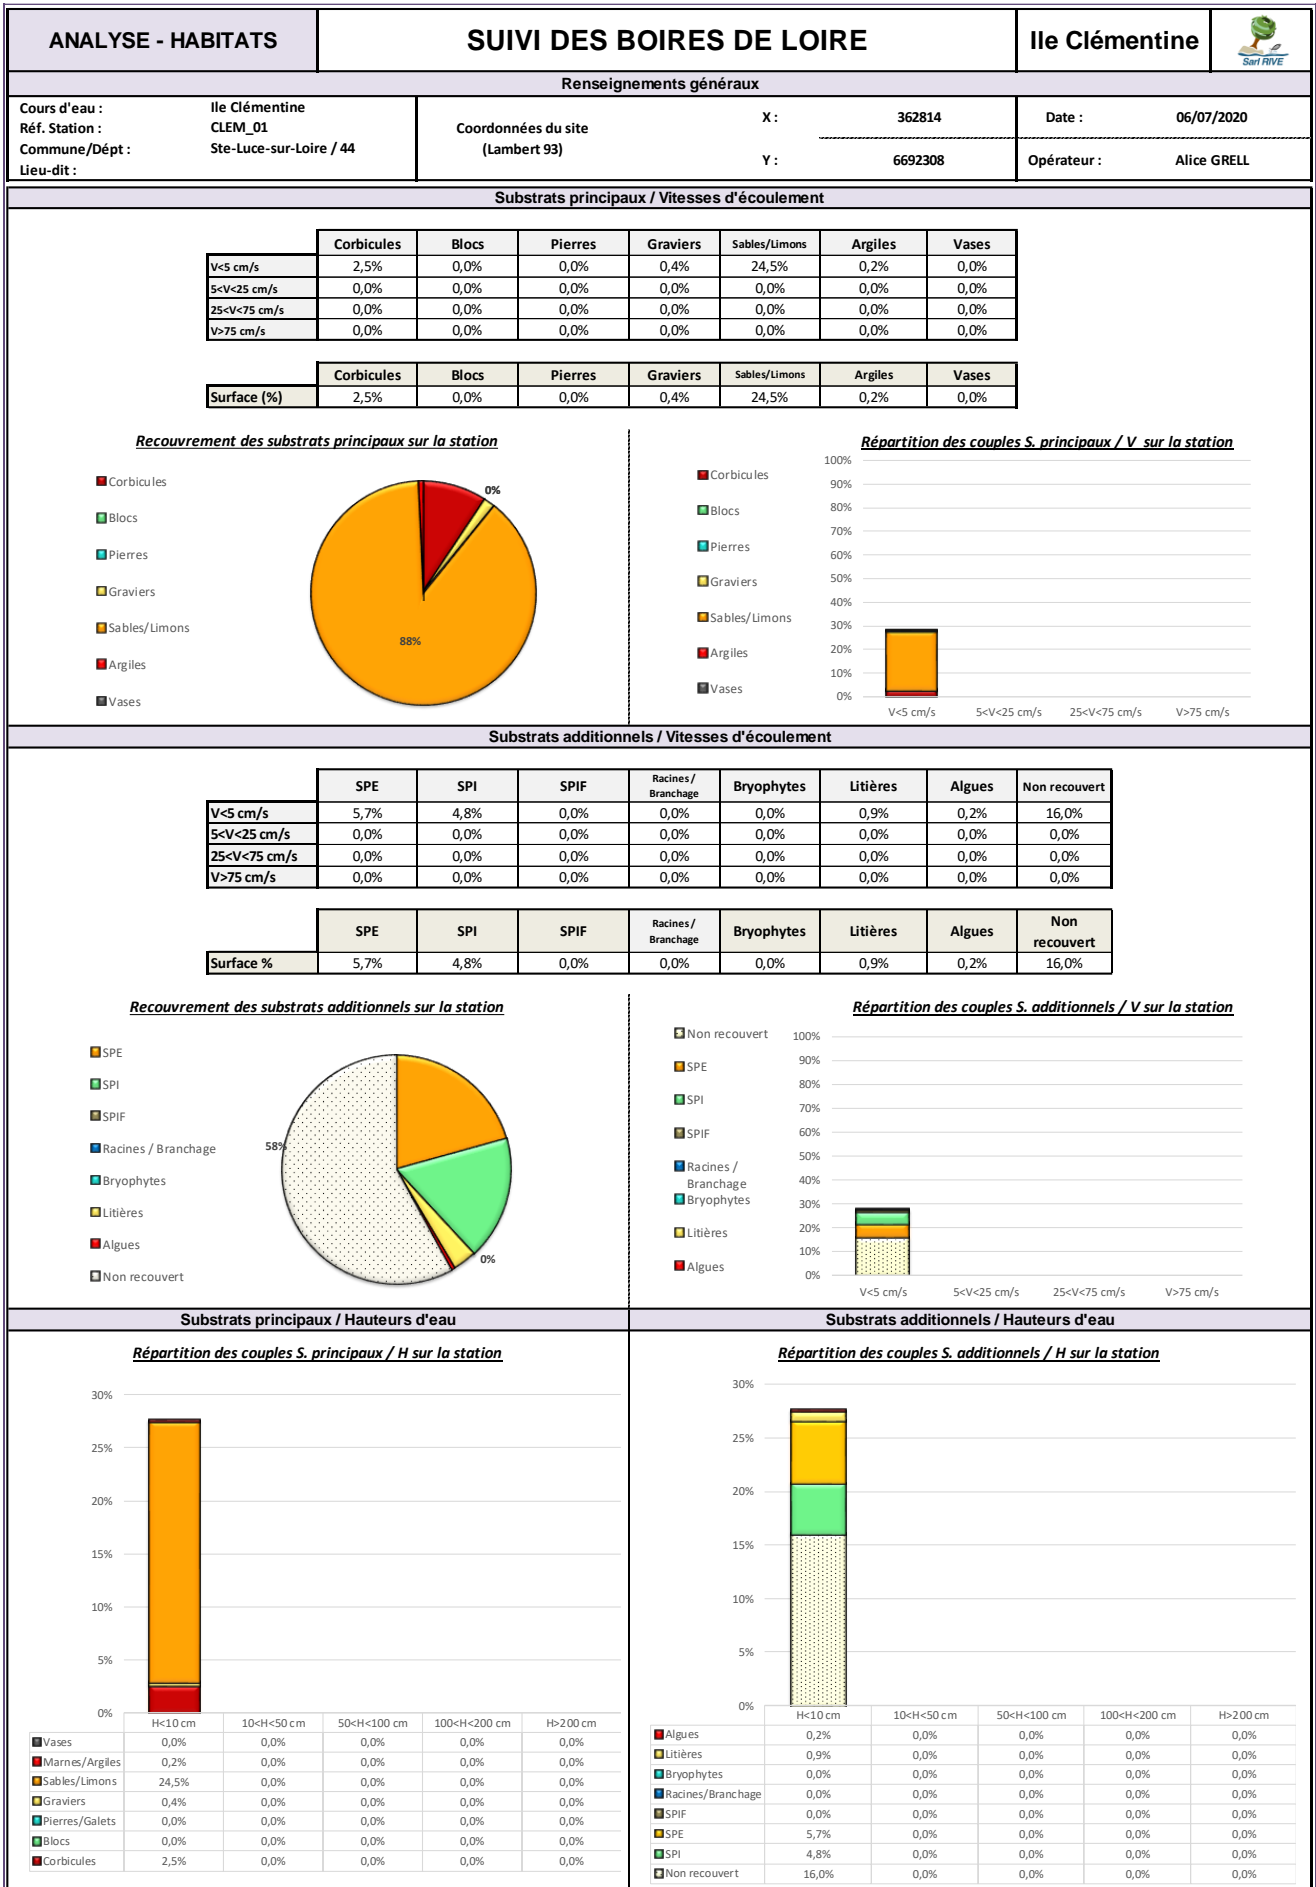 ANALYSE - HABITATS SUIVI DES BOIRES DE LOIRE Ile Clémentine
Sarl RIVE
Renseignements généraux
Cours d'eau : Ile Clémentine
Réf. Station : CLEM_01
Commune/Dépt : Ste-Luce-sur-Loire / 44
Lieu-dit :
Coordonnées du site
(Lambert 93)
X : 362814
Y : 6692308
Date : 06/07/2020
Opérateur : Alice GRELL
Substrats principaux / Vitesses d'écoulement
Corbicules Blocs Pierres Graviers Sables/Limons Argiles Vases
V<5 cm/s 2,5% 0,0% 0,0% 0,4% 24,5% 0,2% 0,0%
5<V<25 cm/s 0,0% 0,0% 0,0% 0,0% 0,0% 0,0% 0,0%
25<V<75 cm/s 0,0% 0,0% 0,0% 0,0% 0,0% 0,0% 0,0%
V>75 cm/s 0,0% 0,0% 0,0% 0,0% 0,0% 0,0% 0,0%
Corbicules Blocs Pierres Graviers Sables/Limons Argiles Vases
Surface (%) 2,5% 0,0% 0,0% 0,4% 24,5% 0,2% 0,0%
Recouvrement des substrats principaux sur la station
Corbicules
Blocs
Pierres
Graviers
Sables/Limons
Argiles
Vases
0%
88%
Répartition des couples S. principaux / V sur la station
Corbicules
Blocs
Pierres
Graviers
Sables/Limons
Argiles
Vases
100%
90%
80%
70%
60%
50%
40%
30%
20%
10%
0%
V<5 cm/s 5<V<25 cm/s 25<V<75 cm/s V>75 cm/s
Substrats additionnels / Vitesses d'écoulement
SPE SPI SPIF Racines / Branchage Bryophytes Litières Algues Non recouvert
V<5 cm/s 5,7% 4,8% 0,0% 0,0% 0,0% 0,9% 0,2% 16,0%
5<V<25 cm/s 0,0% 0,0% 0,0% 0,0% 0,0% 0,0% 0,0% 0,0%
25<V<75 cm/s 0,0% 0,0% 0,0% 0,0% 0,0% 0,0% 0,0% 0,0%
V>75 cm/s 0,0% 0,0% 0,0% 0,0% 0,0% 0,0% 0,0% 0,0%
SPE SPI SPIF Racines / Branchage Bryophytes Litières Algues Non recouvert
Surface % 5,7% 4,8% 0,0% 0,0% 0,0% 0,9% 0,2% 16,0%
Recouvrement des substrats additionnels sur la station
SPE
SPI
SPIF
Racines / Branchage
Bryophytes
Litières
Algues
Non recouvert
58%
0%
Répartition des couples S. additionnels / V sur la station
Non recouvert
SPE
SPI
SPIF
Racines /
Branchage
Bryophytes
Litières
Algues
100%
90%
80%
70%
60%
50%
40%
30%
20%
10%
0%
V<5 cm/s 5<V<25 cm/s 25<V<75 cm/s V>75 cm/s
Substrats principaux / Hauteurs d'eau
Répartition des couples S. principaux / H sur la station
30%
25%
20%
15%
10%
5%
0%
H<10 cm 10<H<50 cm 50<H<100 cm 100<H<200 cm H>200 cm
Vases 0,0% 0,0% 0,0% 0,0% 0,0%
Marnes/Argiles 0,2% 0,0% 0,0% 0,0% 0,0%
Sables/Limons 24,5% 0,0% 0,0% 0,0% 0,0%
Graviers 0,4% 0,0% 0,0% 0,0% 0,0%
Pierres/Galets 0,0% 0,0% 0,0% 0,0% 0,0%
Blocs 0,0% 0,0% 0,0% 0,0% 0,0%
Corbicules 2,5% 0,0% 0,0% 0,0% 0,0%
Substrats additionnels / Hauteurs d'eau
Répartition des couples S. additionnels / H sur la station
30%
25%
20%
15%
10%
5%
0%
H<10 cm 10<H<50 cm 50<H<100 cm 100<H<200 cm H>200 cm
Algues 0,2% 0,0% 0,0% 0,0% 0,0%
Litières 0,9% 0,0% 0,0% 0,0% 0,0%
Bryophytes 0,0% 0,0% 0,0% 0,0% 0,0%
Racines/Branchage 0,0% 0,0% 0,0% 0,0% 0,0%
SPIF 0,0% 0,0% 0,0% 0,0% 0,0%
SPE 5,7% 0,0% 0,0% 0,0% 0,0%
SPI 4,8% 0,0% 0,0% 0,0% 0,0%
Non recouvert 16,0% 0,0% 0,0% 0,0% 0,0%